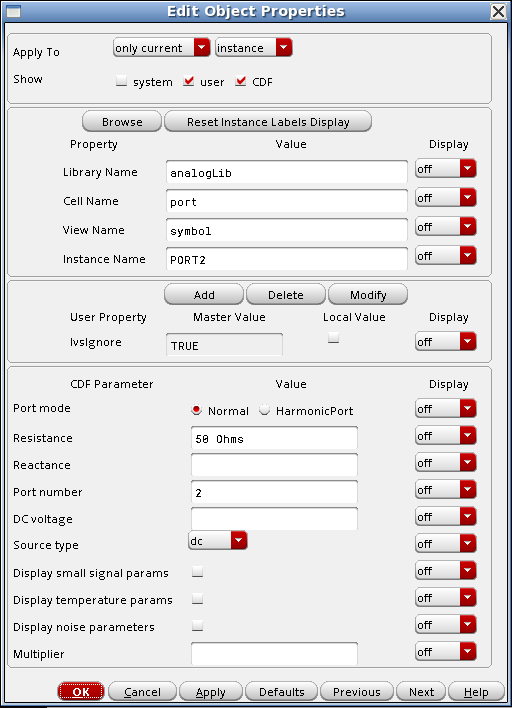 Edit Object Properties
Apply To only current instance
Show system user CDF
Browse Reset Instance Labels Display
Property Value Display
Library Name analogLib off
Cell Name port off
View Name symbol off
Instance Name PORT2 off
Add Delete Modify
User Property Master Value Local Value Display
lvsIgnore TRUE off
CDF Parameter Value Display
Port mode Normal HarmonicPort off
Resistance 50 Ohms off
Reactance off
Port number 2 off
DC voltage off
Source type dc off
Display small signal params off
Display temperature params off
Display noise parameters off
Multiplier off
OK Cancel Apply Defaults Previous Next Help